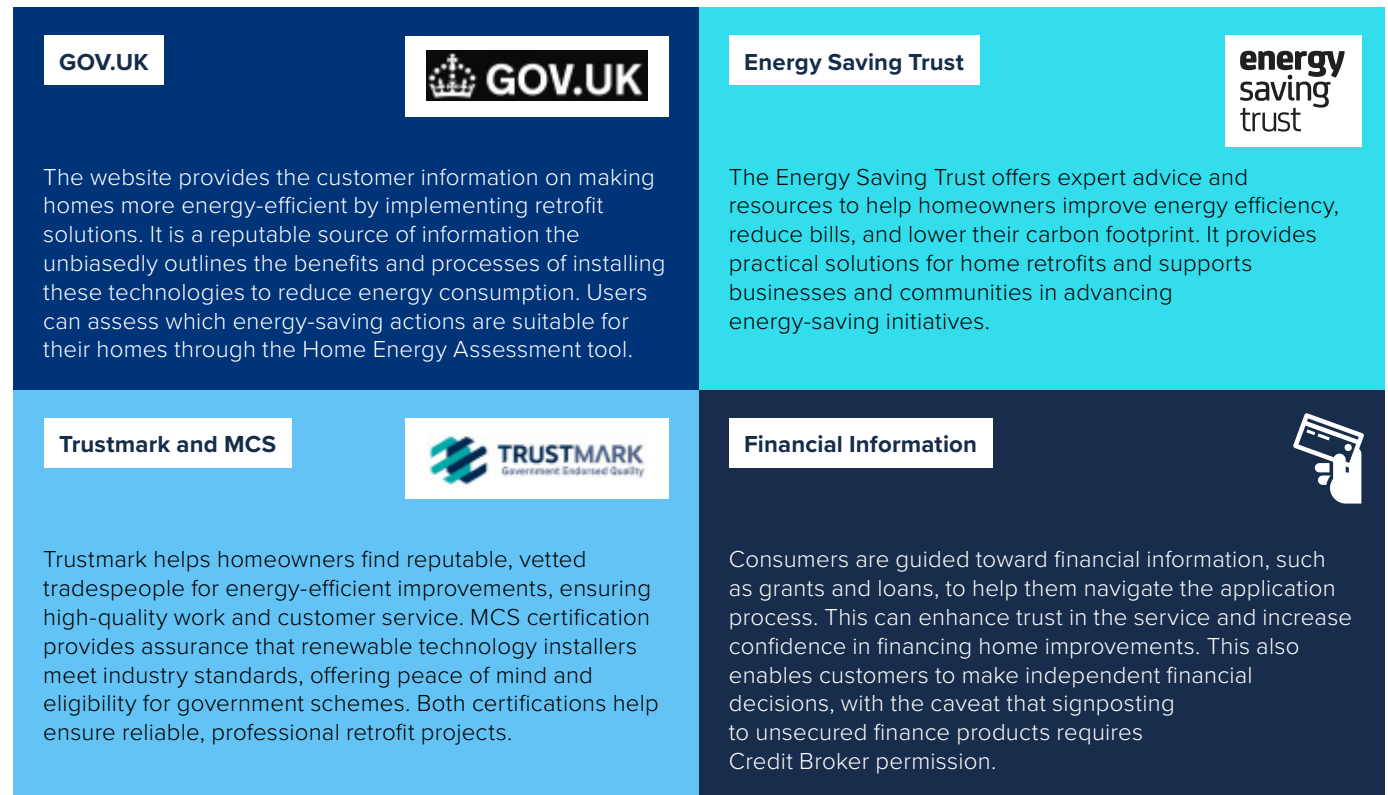 GOV.UK
GOV.UK
The website provides the customer information on making
homes more energy-efficient by implementing retrofit
solutions. It is a reputable source of information the
unbiasedly outlines the benefits and processes of installing
these technologies to reduce energy consumption. Users
can assess which energy-saving actions are suitable for
their homes through the Home Energy Assessment tool.
Energy Saving Trust
energy
saving
trust
The Energy Saving Trust offers expert advice and
resources to help homeowners improve energy efficiency,
reduce bills, and lower their carbon footprint. It provides
practical solutions for home retrofits and supports
businesses and communities in advancing
energy-saving initiatives.
Trustmark and MCS
TRUSTMARK
Government Endorsed Quality
Trustmark helps homeowners find reputable, vetted
tradespeople for energy-efficient improvements, ensuring
high-quality work and customer service. MCS certification
provides assurance that renewable technology installers
meet industry standards, offering peace of mind and
eligibility for government schemes. Both certifications help
ensure reliable, professional retrofit projects.
Financial Information
Consumers are guided toward financial information, such
as grants and loans, to help them navigate the application
process. This can enhance trust in the service and increase
confidence in financing home improvements. This also
enables customers to make independent financial
decisions, with the caveat that signposting
to unsecured finance products requires
Credit Broker permission.